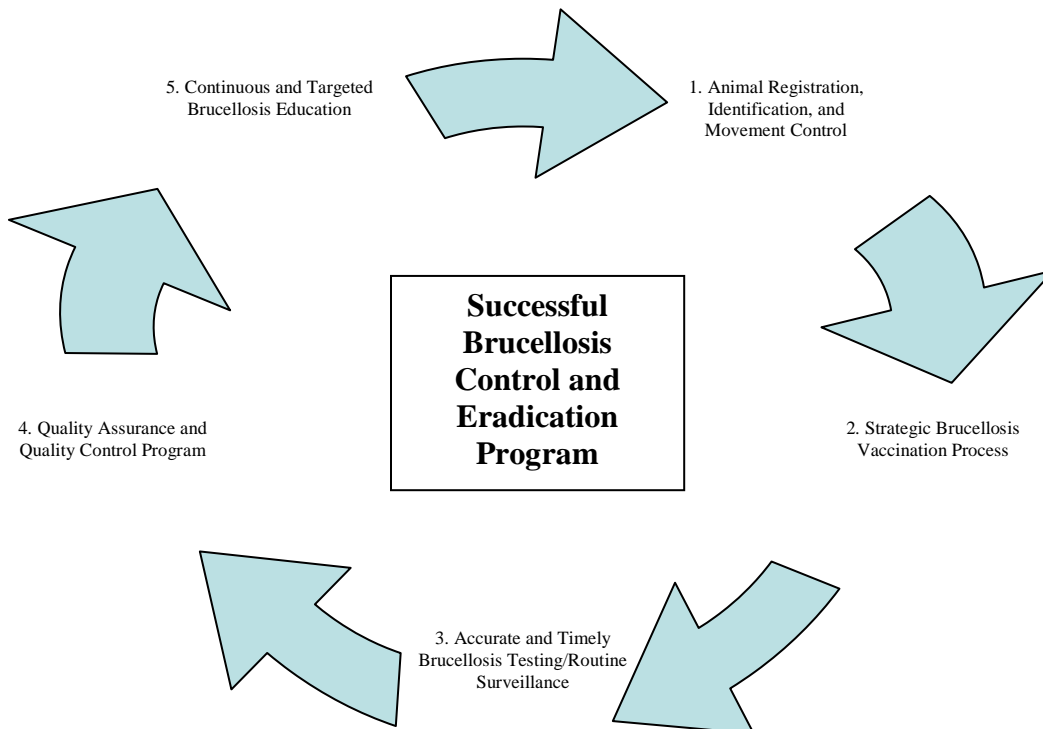 5. Continuous and Targeted
Brucellosis Education
1. Animal Registration,
Identification, and
Movement Control
Successful
Brucellosis
Control and
Eradication
Program
4. Quality Assurance and
Quality Control Program
2. Strategic Brucellosis
Vaccination Process
3. Accurate and Timely
Brucellosis Testing/Routine
Surveillance